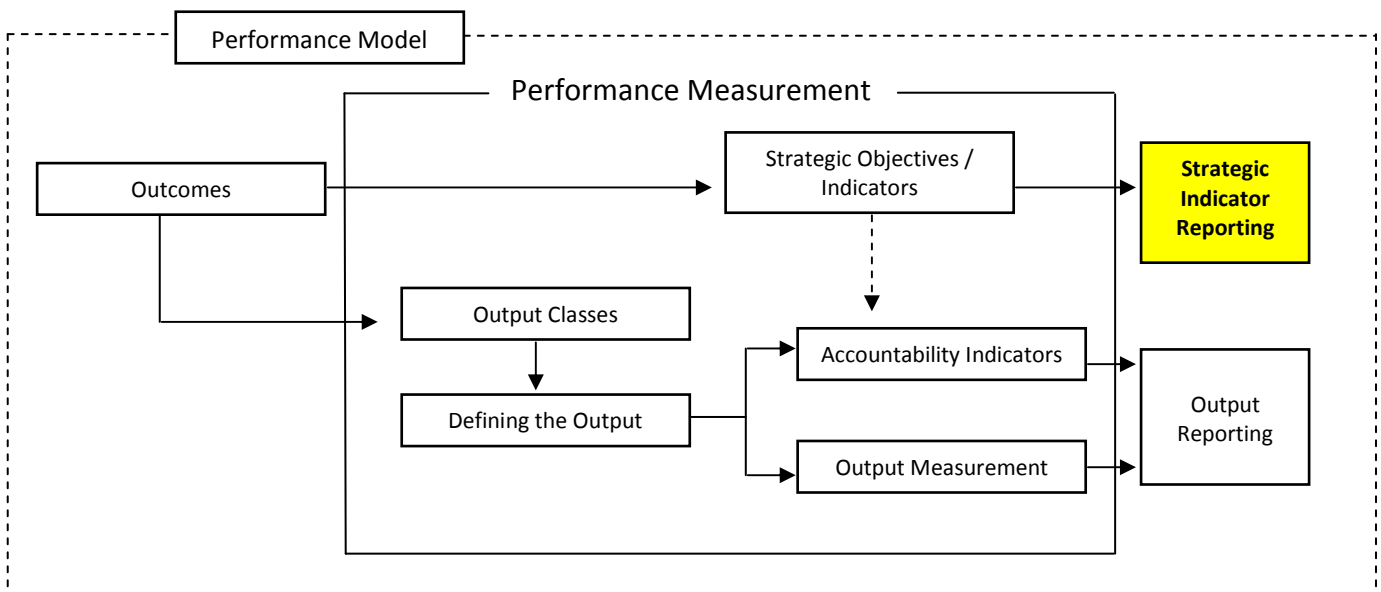 Performance Model
Performance Measurement
Outcomes
Strategic Objectives /
Indicators
Strategic
Indicator
Reporting
Output Classes
Accountability Indicators
Defining the Output
Output
Reporting
Output Measurement